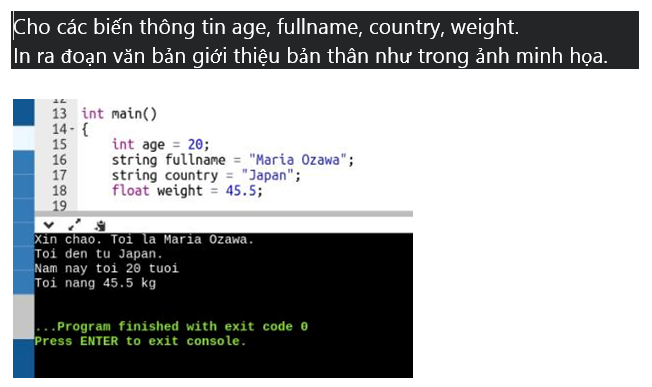 Cho các biến thông tin age, fullname, country, weight.
In ra đoạn văn bản giới thiệu bản thân như trong ảnh minh họa.
12
13 int main()
14 {
15 int age = 20;
16 string fullname = "Maria Ozawa";
17 string country = "Japan";
18 float weight = 45.5;
19
Xin chao. Toi la Maria Ozawa.
Toi den tu Japan.
Nam nay toi 20 tuoi
Toi nang 45.5 kg
...Program finished with exit code 0
Press ENTER to exit console.